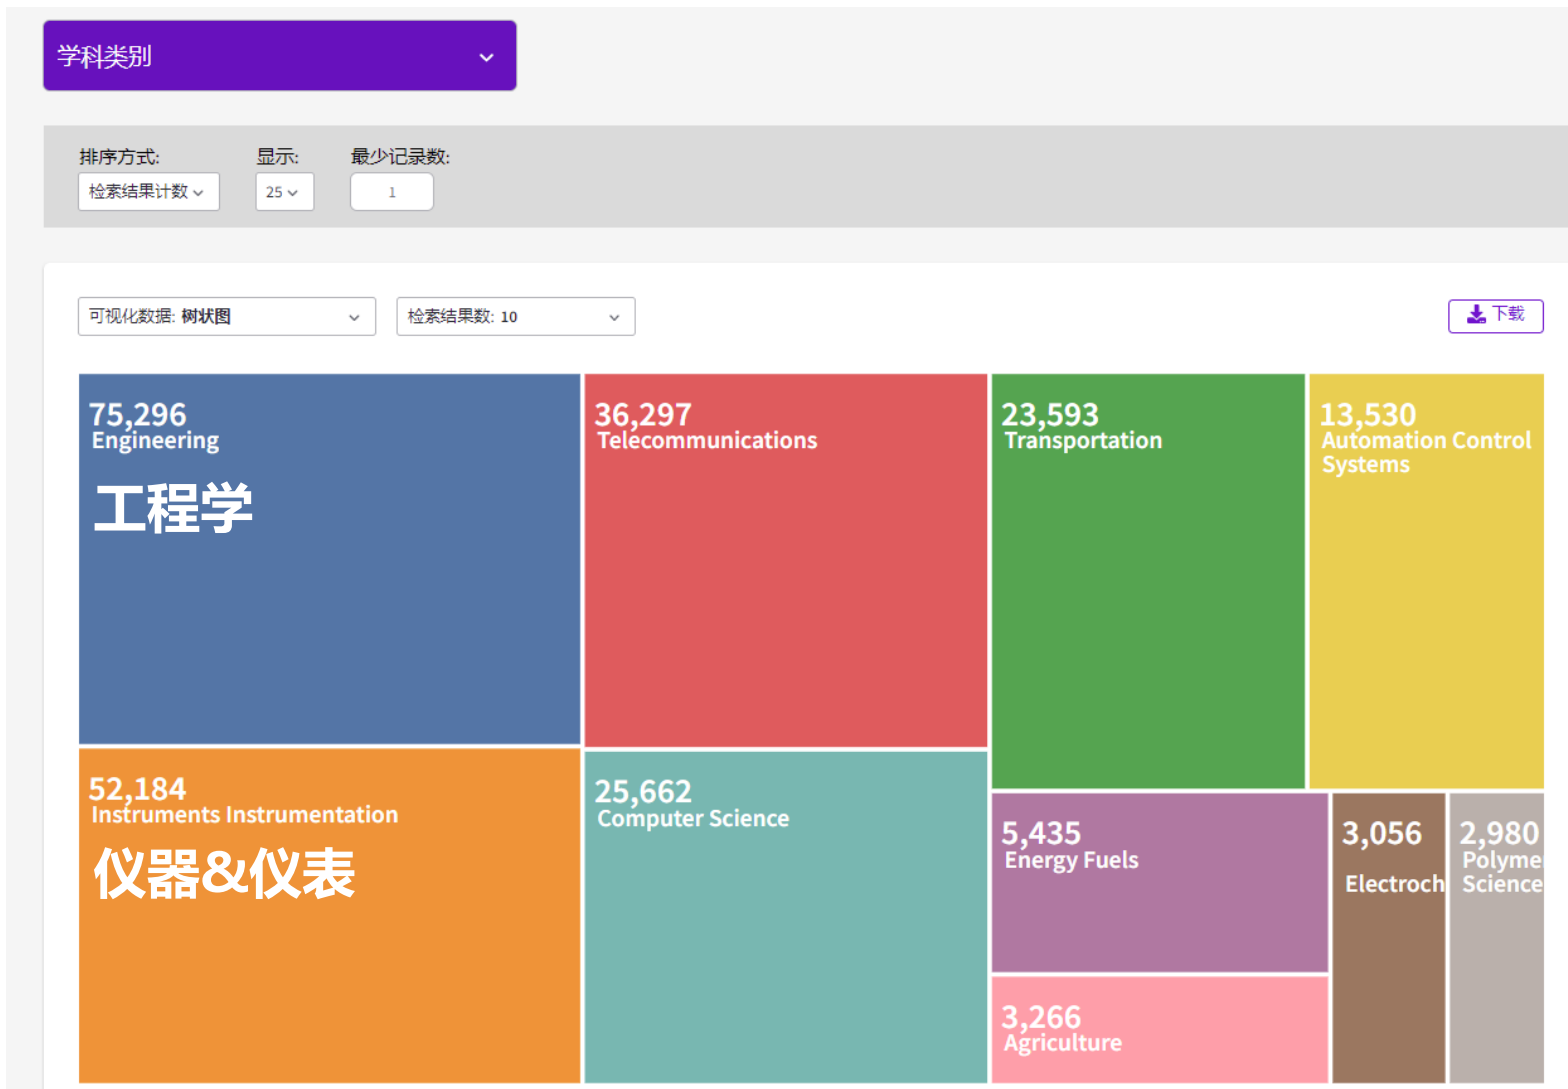 学科类别
排序方式: 显示: 最少记录数:
检索结果计数 25 1
可视化数据: 树状图 检索结果数: 10 下载
75,296
Engineering
工程学
52,184
Instruments Instrumentation
仪器&仪表
36,297
Telecommunications
25,662
Computer Science
23,593
Transportation
13,530
Automation Control
Systems
5,435
Energy Fuels
3,266
Agriculture
3,056
Electroch
2,980
Polyme
Science